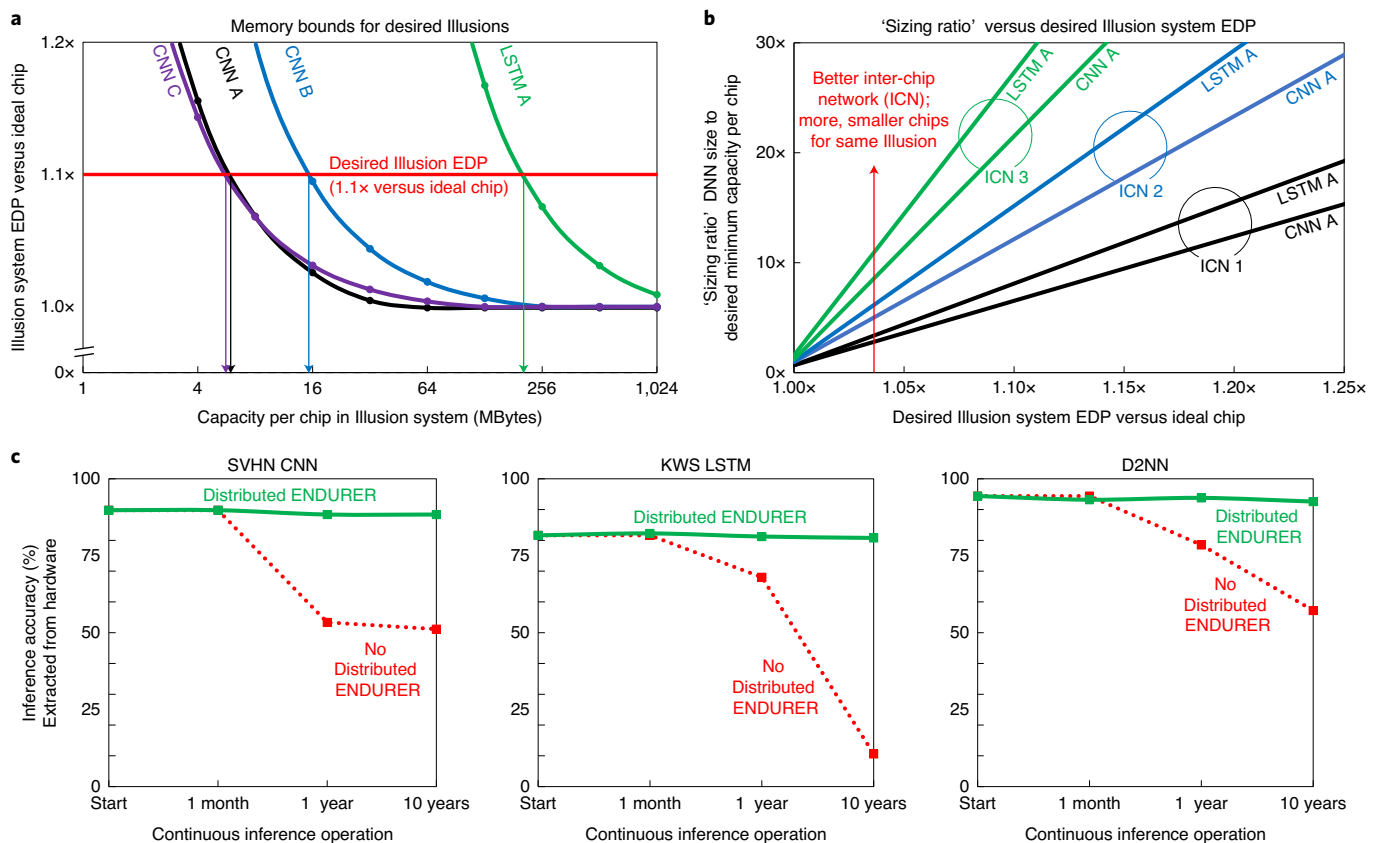 a
Memory bounds for desired Illusions
Illusion system EDP versus ideal chip
1.2×
1.1×
1.0×
0×
CNN C
CNN A
CNN B
LSTM A
Desired Illusion EDP
(1.1× versus ideal chip)
1
4
16
64
256
1,024
Capacity per chip in Illusion system (MBytes)
b
‘Sizing ratio’ versus desired Illusion system EDP
‘Sizing ratio’ DNN size to
desired minimum capacity per chip
30×
20×
10×
0×
Better inter-chip
network (ICN);
more, smaller chips
for same Illusion
LSTM A
CNN A
ICN 3
LSTM A
CNN A
ICN 2
LSTM A
CNN A
ICN 1
1.00×
1.05×
1.10×
1.15×
1.20×
1.25×
Desired Illusion system EDP versus ideal chip
c
Inference accuracy (%)
Extracted from hardware
SVHN CNN
100
75
50
25
0
Distributed ENDURER
No
Distributed
ENDURER
Start
1 month
1 year
10 years
Continuous inference operation
KWS LSTM
100
75
50
25
0
Distributed ENDURER
No
Distributed
ENDURER
Start
1 month
1 year
10 years
Continuous inference operation
D2NN
100
75
50
25
0
Distributed
ENDURER
No
Distributed
ENDURER
Start
1 month
1 year
10 years
Continuous inference operation